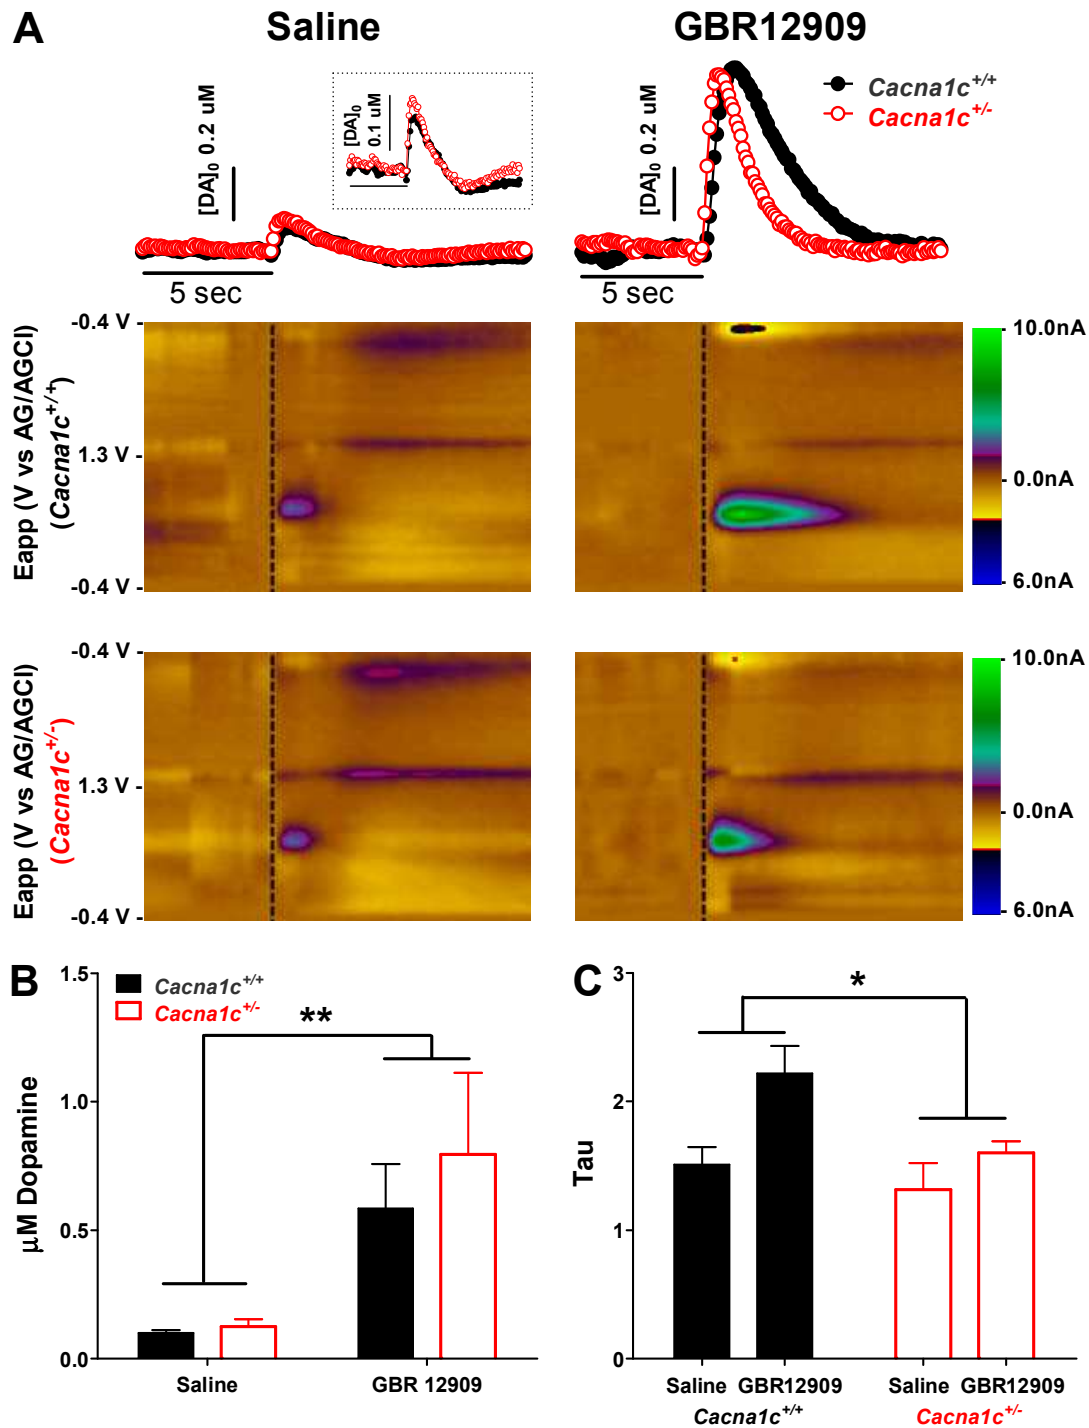 A
Saline
GBR12909
[DA]₀ 0.2 uM
[DA]₀
0.1 uM
[DA]₀ 0.2 uM
Cacna1c⁺/⁺
Cacna1c⁺/⁻
5 sec
5 sec
Eapp (V vs AG/AGCl)
(Cacna1c⁺/⁺)
-0.4 V -
1.3 V -
-0.4 V -
10.0nA
0.0nA
6.0nA
Eapp (V vs AG/AGCl)
(Cacna1c⁺/⁻)
-0.4 V -
1.3 V -
-0.4 V -
10.0nA
0.0nA
6.0nA
B
Cacna1c⁺/⁺
Cacna1c⁺/⁻
**
μM Dopamine
1.5
1.0
0.5
0.0
Saline
GBR 12909
C
*
Tau
3
2
1
0
Saline GBR12909
Saline GBR12909
Cacna1c⁺/⁺
Cacna1c⁺/⁻